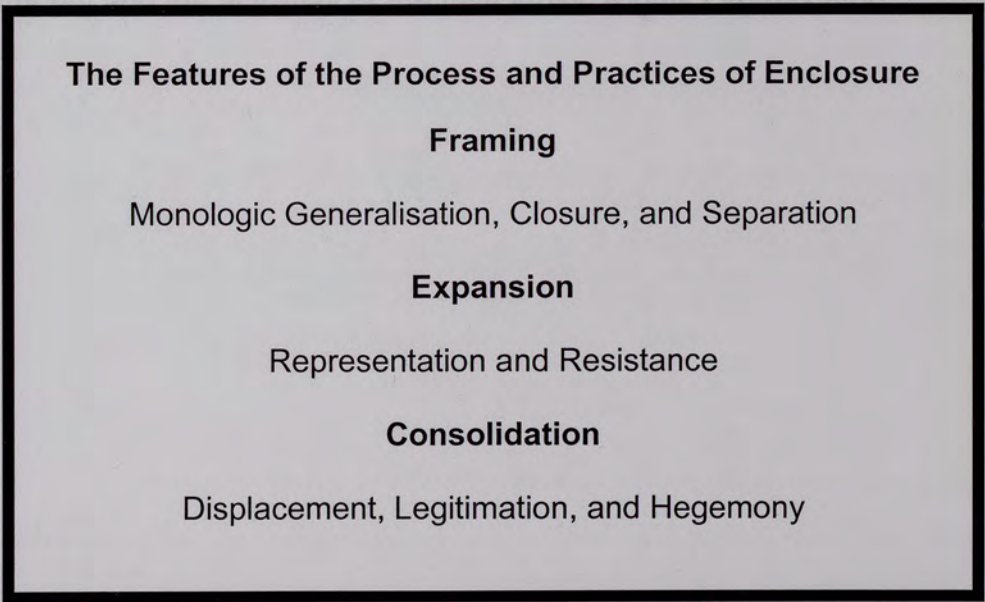 The Features of the Process and Practices of Enclosure
Framing
Monologic Generalisation, Closure, and Separation
Expansion
Representation and Resistance
Consolidation
Displacement, Legitimation, and Hegemony